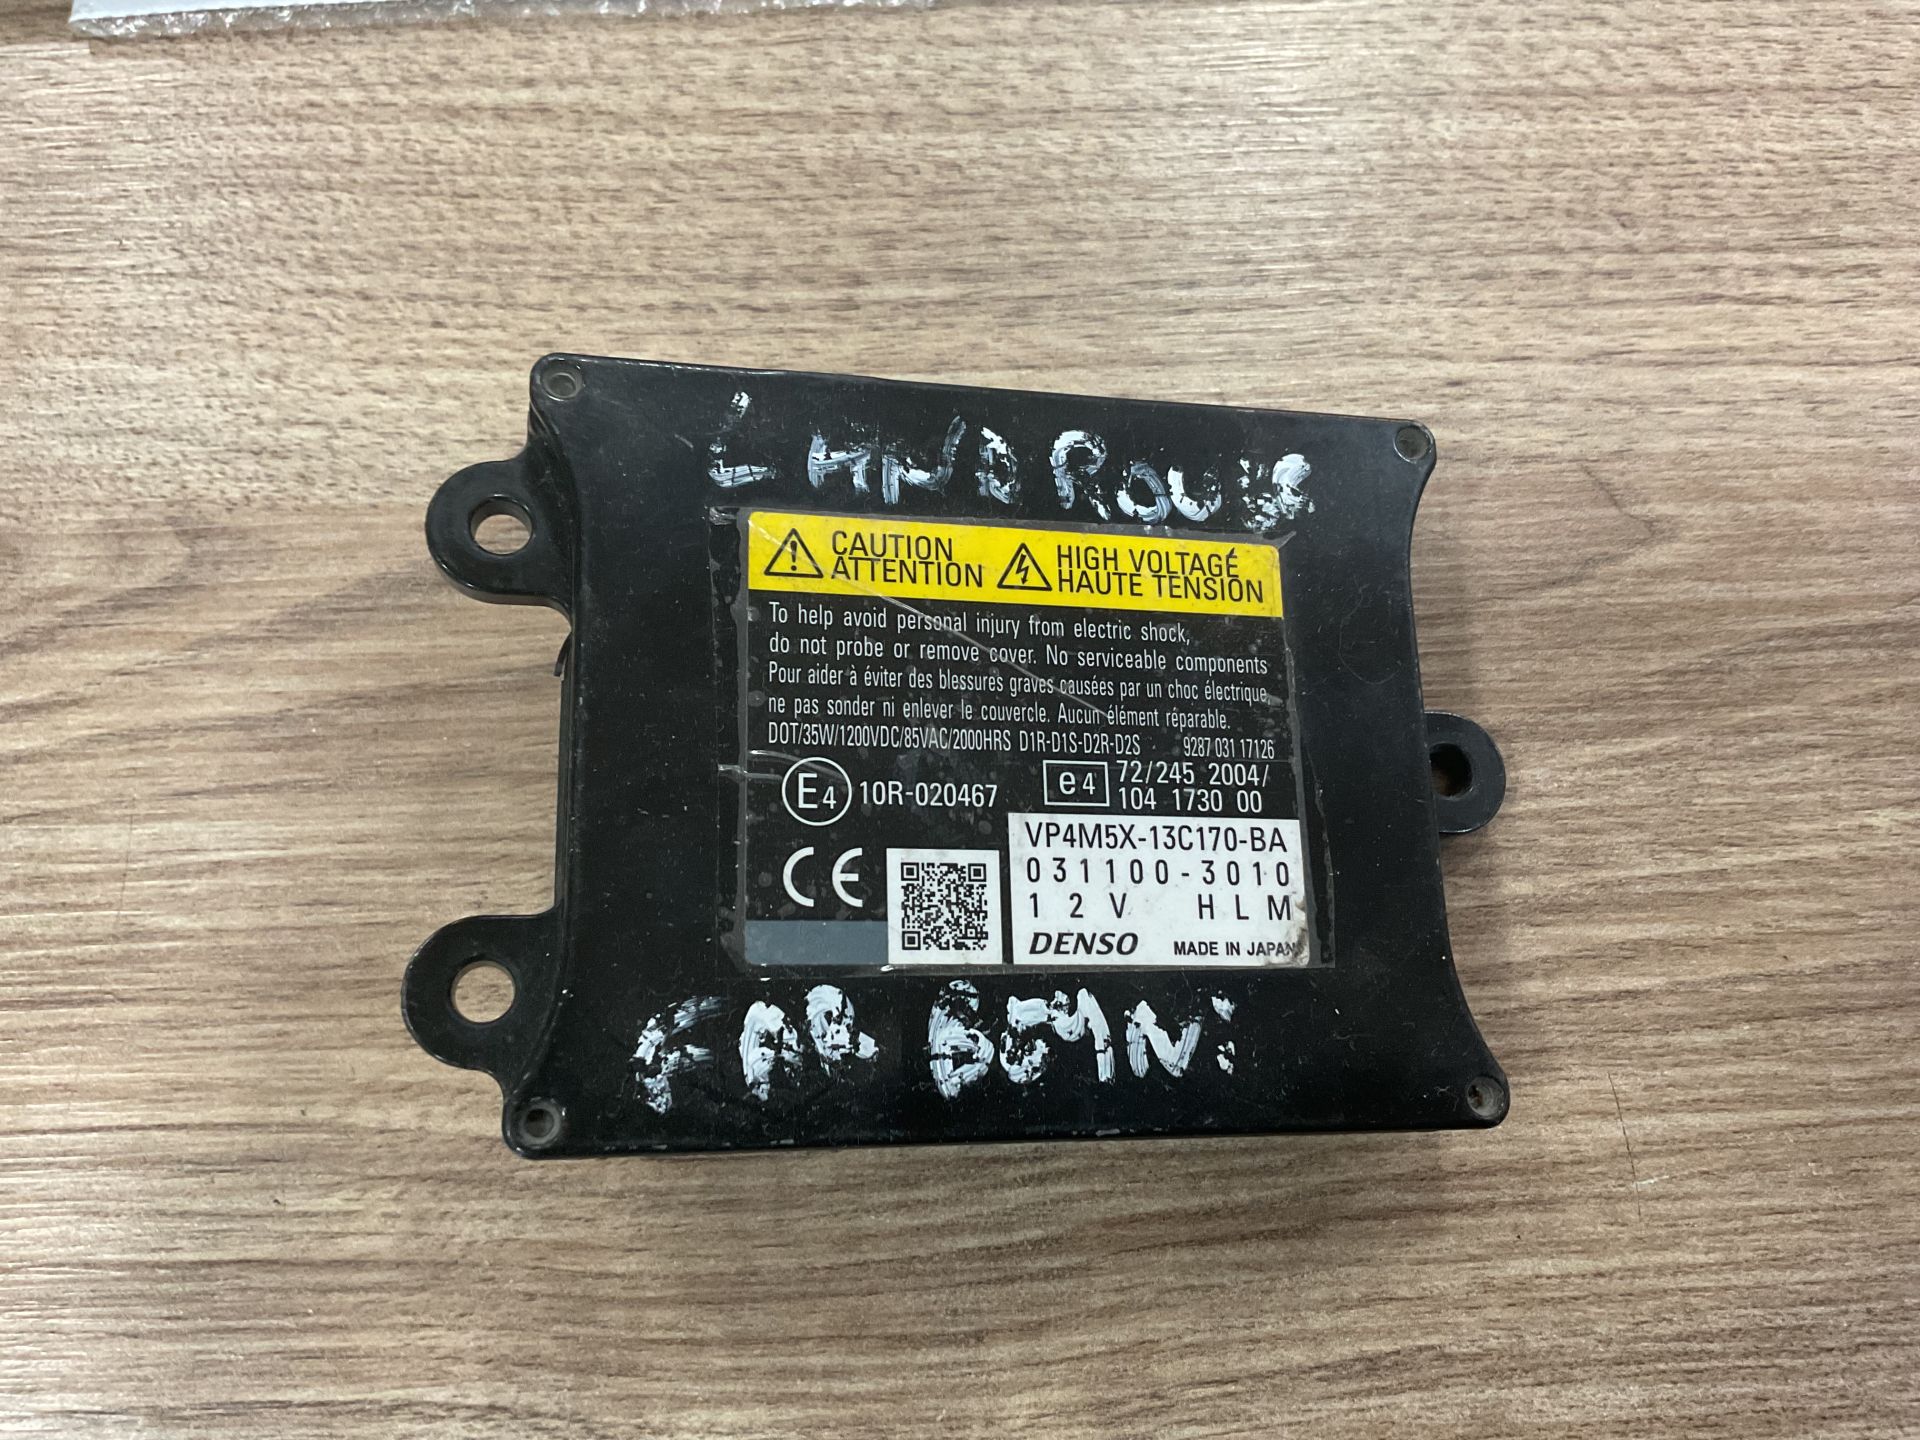 LAND ROVER
CAUTION
ATTENTION
HIGH VOLTAGE
HAUTE TENSION
To help avoid personal injury from electric shock,
do not probe or remove cover. No serviceable components
Pour aider à éviter des blessures graves causées par un choc électrique,
ne pas sonder ni enlever le couvercle. Aucun élément réparable.
DOT/35W/1200VDC/85VAC/2000HRS D1R-D1S-D2R-D2S 9287 031 17126
E4 10R-020467
e4 72/245 2004/
104 1730 00
CE
VP4M5X-13C170-BA
031100-3010
12V HLM
DENSO MADE IN JAPAN
FAR